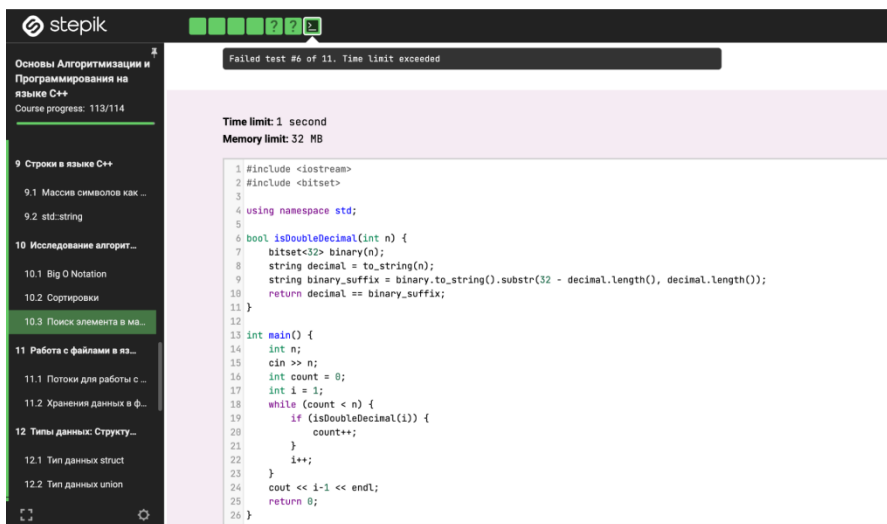 stepik
? ?
Failed test #6 of 11. Time limit exceeded
Основы Алгоритмизации и
Программирования на
языке C++
Course progress: 113/114
9 Строки в языке C++
9.1 Массив символов как ...
9.2 std::string
10 Исследование алгорит...
10.1 Big O Notation
10.2 Сортировки
10.3 Поиск элемента в ма...
11 Работа с файлами в яз...
11.1 Потоки для работы с ...
11.2 Хранения данных в ф...
12 Типы данных: Структу...
12.1 Тип данных struct
12.2 Тип данных union
Time limit: 1 second
Memory limit: 32 MB
1 #include <iostream>
2 #include <bitset>
3
4 using namespace std;
5
6 bool isDoubleDecimal(int n) {
7     bitset<32> binary(n);
8     string decimal = to_string(n);
9     string binary_suffix = binary.to_string().substr(32 - decimal.length(), decimal.length());
10     return decimal == binary_suffix;
11 }
12
13 int main() {
14     int n;
15     cin >> n;
16     int count = 0;
17     int i = 1;
18     while (count < n) {
19         if (isDoubleDecimal(i)) {
20             count++;
21         }
22         i++;
23     }
24     cout << i-1 << endl;
25     return 0;
26 }